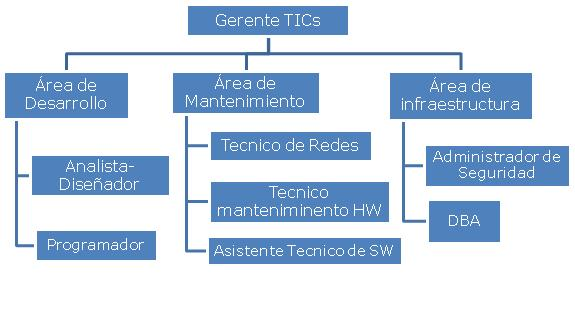 Gerente TICs
Área de
Desarrollo
Área de
Mantenimiento
Área de
infraestructura
Analista-
Diseñador
Programador
Tecnico de Redes
Tecnico
manteniminento HW
Asistente Tecnico de SW
Administrador de
Seguridad
DBA